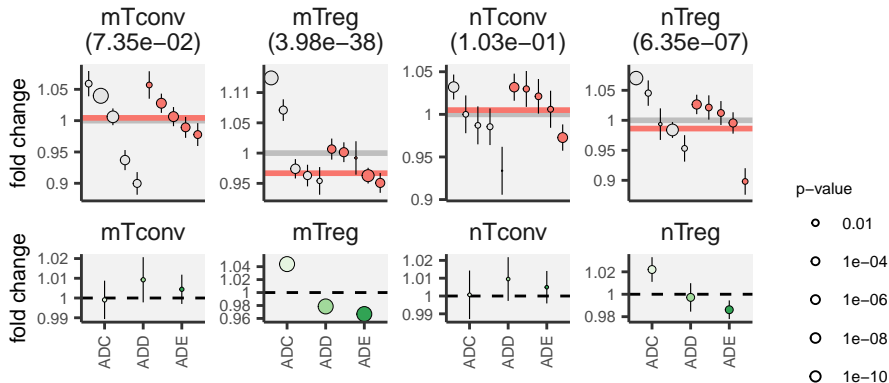 mTconv
(7.35e−02)
mTreg
(3.98e−38)
nTconv
(1.03e−01)
nTreg
(6.35e−07)
fold change
1.05
1
0.95
0.9
1.11
1.05
1
0.95
1.05
1
0.95
0.9
1.05
1
0.95
0.9
mTconv
mTreg
nTconv
nTreg
fold change
1.02
1.01
1
0.99
1.04
1.02
1
0.98
0.96
1.02
1.01
1
0.99
1.02
1
0.98
ADC
ADD
ADE
ADC
ADD
ADE
ADC
ADD
ADE
ADC
ADD
ADE
p−value
0.01
1e−04
1e−06
1e−08
1e−10